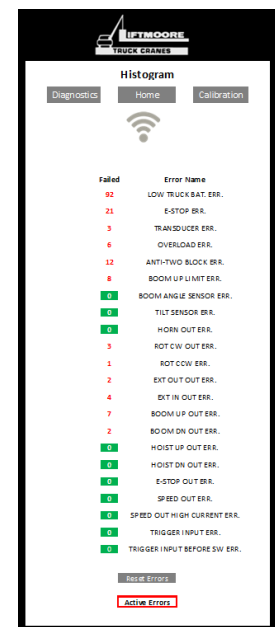 LIFTMOORE
TRUCK CRANES
Histogram
Diagnostics Home Calibration
Failed Error Name
92 LOW TRUCK BAT. ERR.
21 E-STOP ERR.
3 TRANSDUCER ERR.
6 OVERLOAD ERR.
12 ANTI-TWO BLOCK ERR.
8 BOOM UP LIMIT ERR.
0 BOOM ANGLE SENSOR ERR.
0 TILT SENSOR ERR.
0 HORN OUT ERR.
3 ROT CW OUT ERR.
1 ROT CCW ERR.
2 EXT OUT OUT ERR.
4 EXT IN OUT ERR.
7 BOOM UP OUT ERR.
2 BOOM DN OUT ERR.
0 HOIST UP OUT ERR.
0 HOIST DN OUT ERR.
0 E-STOP OUT ERR.
0 SPEED OUT ERR.
0 SPEED OUT HIGH CURRENT ERR.
0 TRIGGER INPUT ERR.
0 TRIGGER INPUT BEFORE SW ERR.
Reset Errors
Active Errors